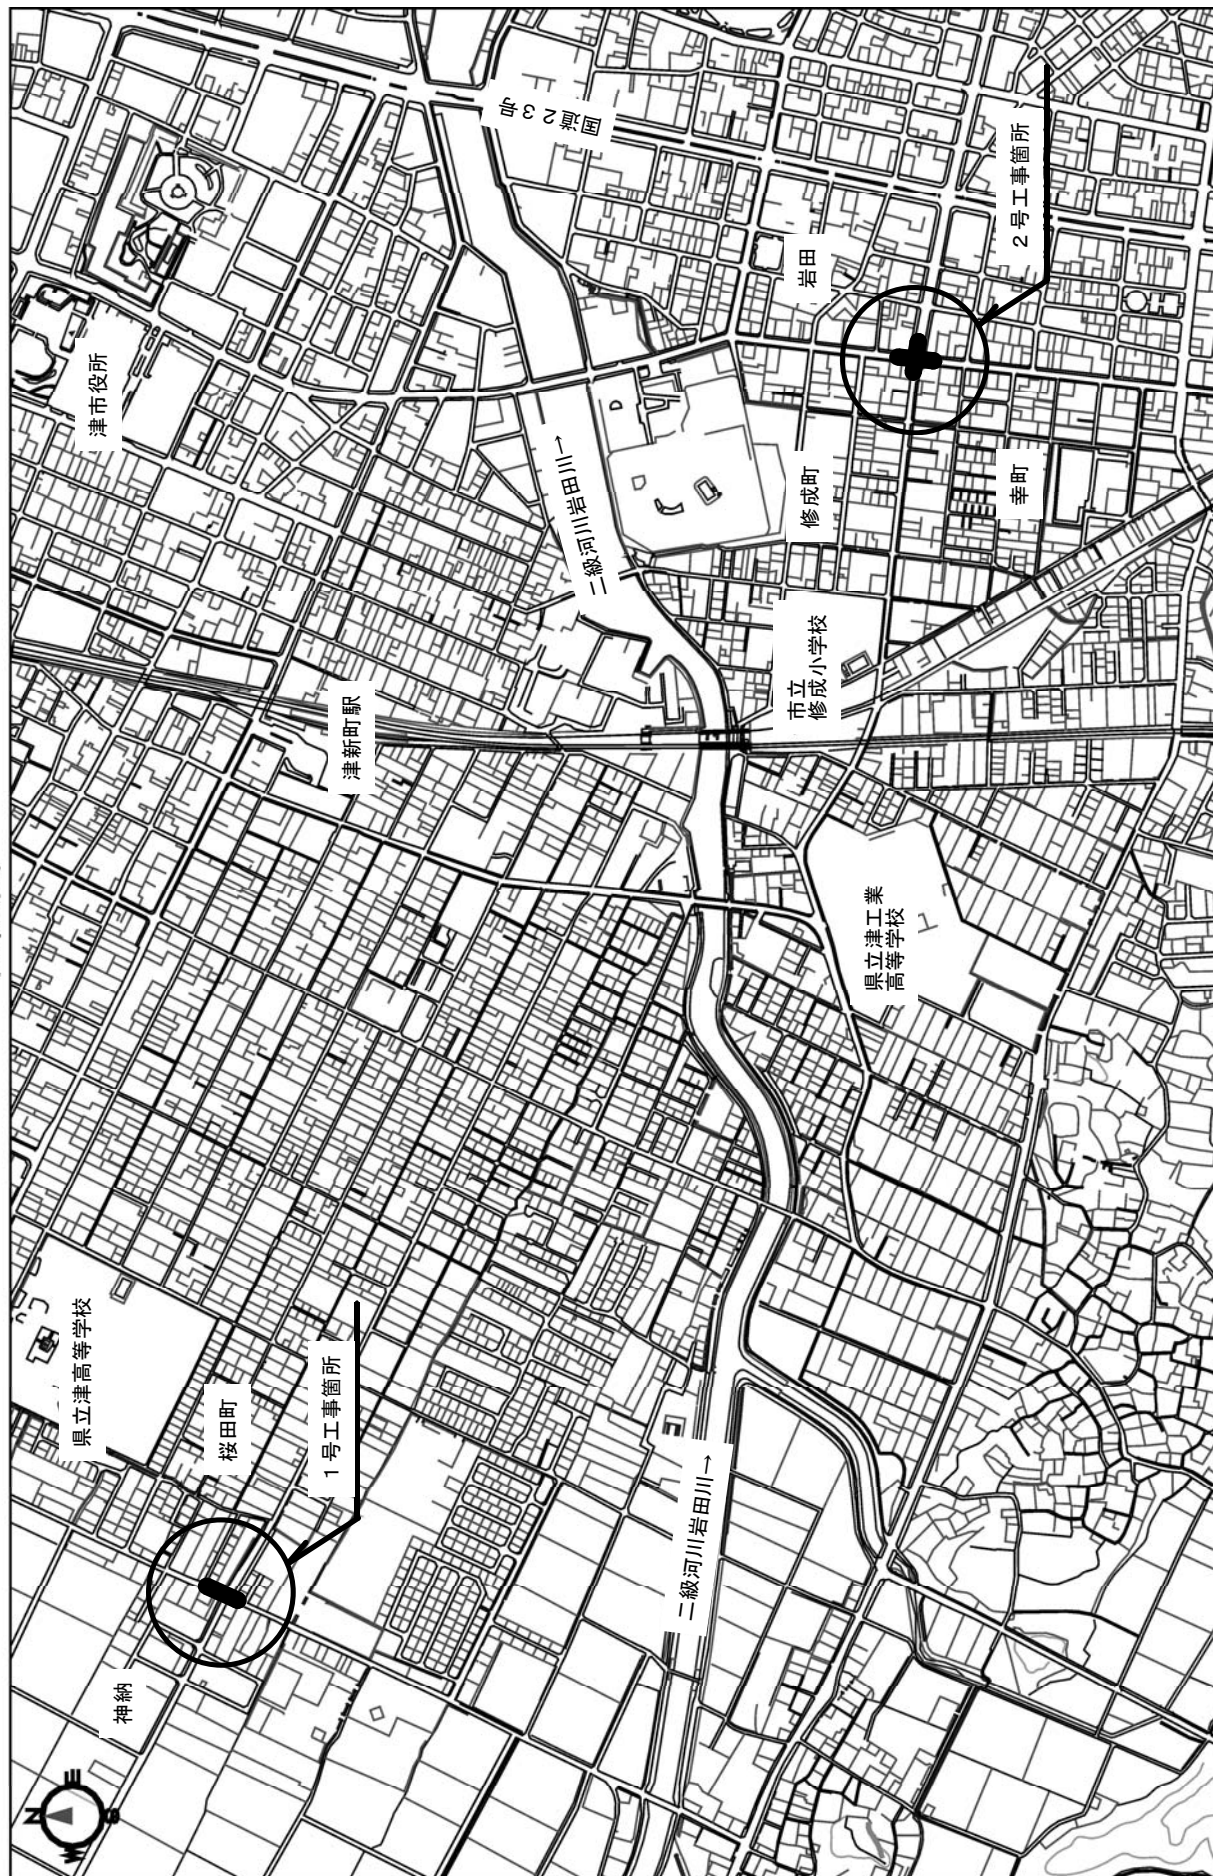 県立津高等学校
桜田町
1号工事箇所
神納
津市役所
津新町駅
国道23号
二級河川岩田川→
二級河川岩田川→
岩田
2号工事箇所
修成町
幸町
市立
修成小学校
県立津工業
高等学校
N
W
E
S